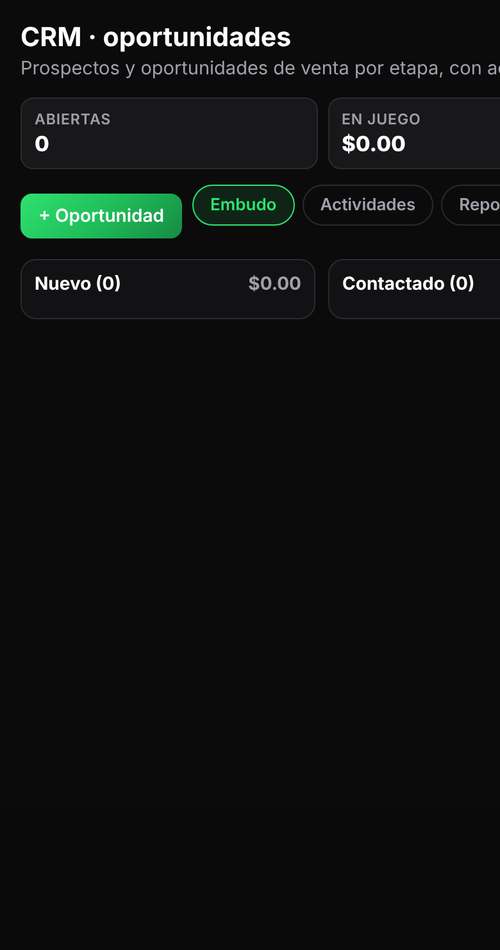 CRM · oportunidades
Prospectos y oportunidades de venta por etapa, con
ABIERTAS
0
EN JUEGO
$0.00
+ Oportunidad
Embudo
Actividades
Repo
Nuevo (0)
$0.00
Contactado (0)